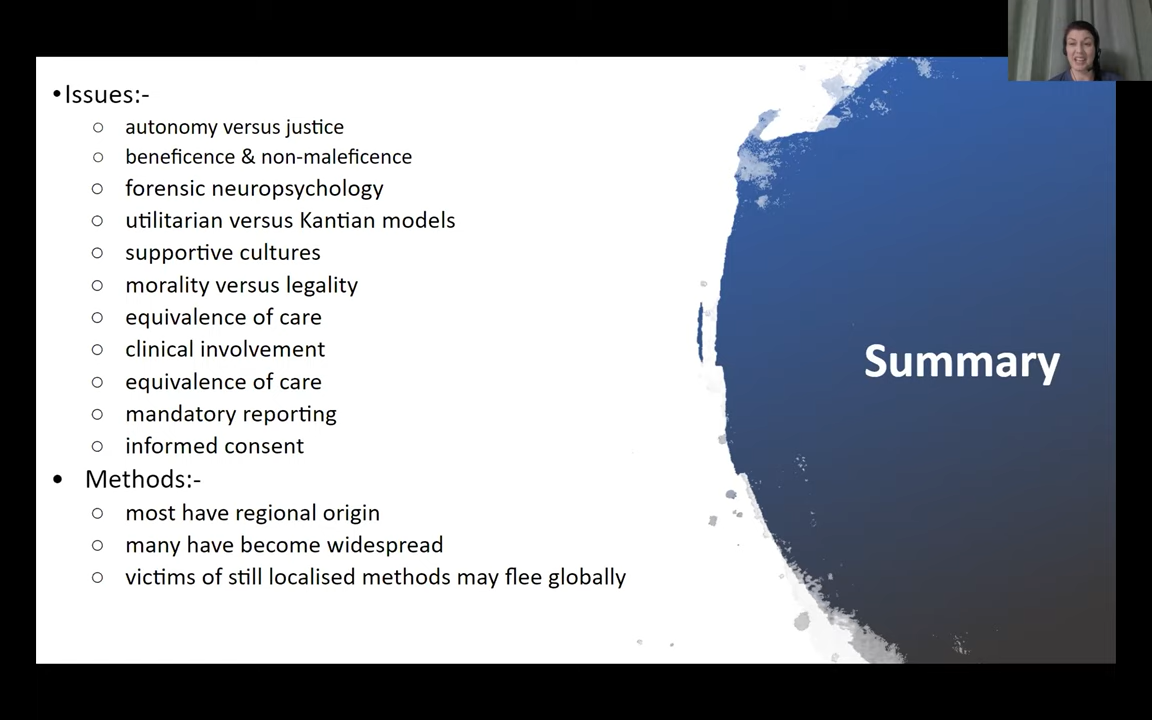 •Issues:-
○ autonomy versus justice
○ beneficence & non-maleficence
○ forensic neuropsychology
○ utilitarian versus Kantian models
○ supportive cultures
○ morality versus legality
○ equivalence of care
○ clinical involvement
○ equivalence of care
○ mandatory reporting
○ informed consent
• Methods:-
○ most have regional origin
○ many have become widespread
○ victims of still localised methods may flee globally
Summary